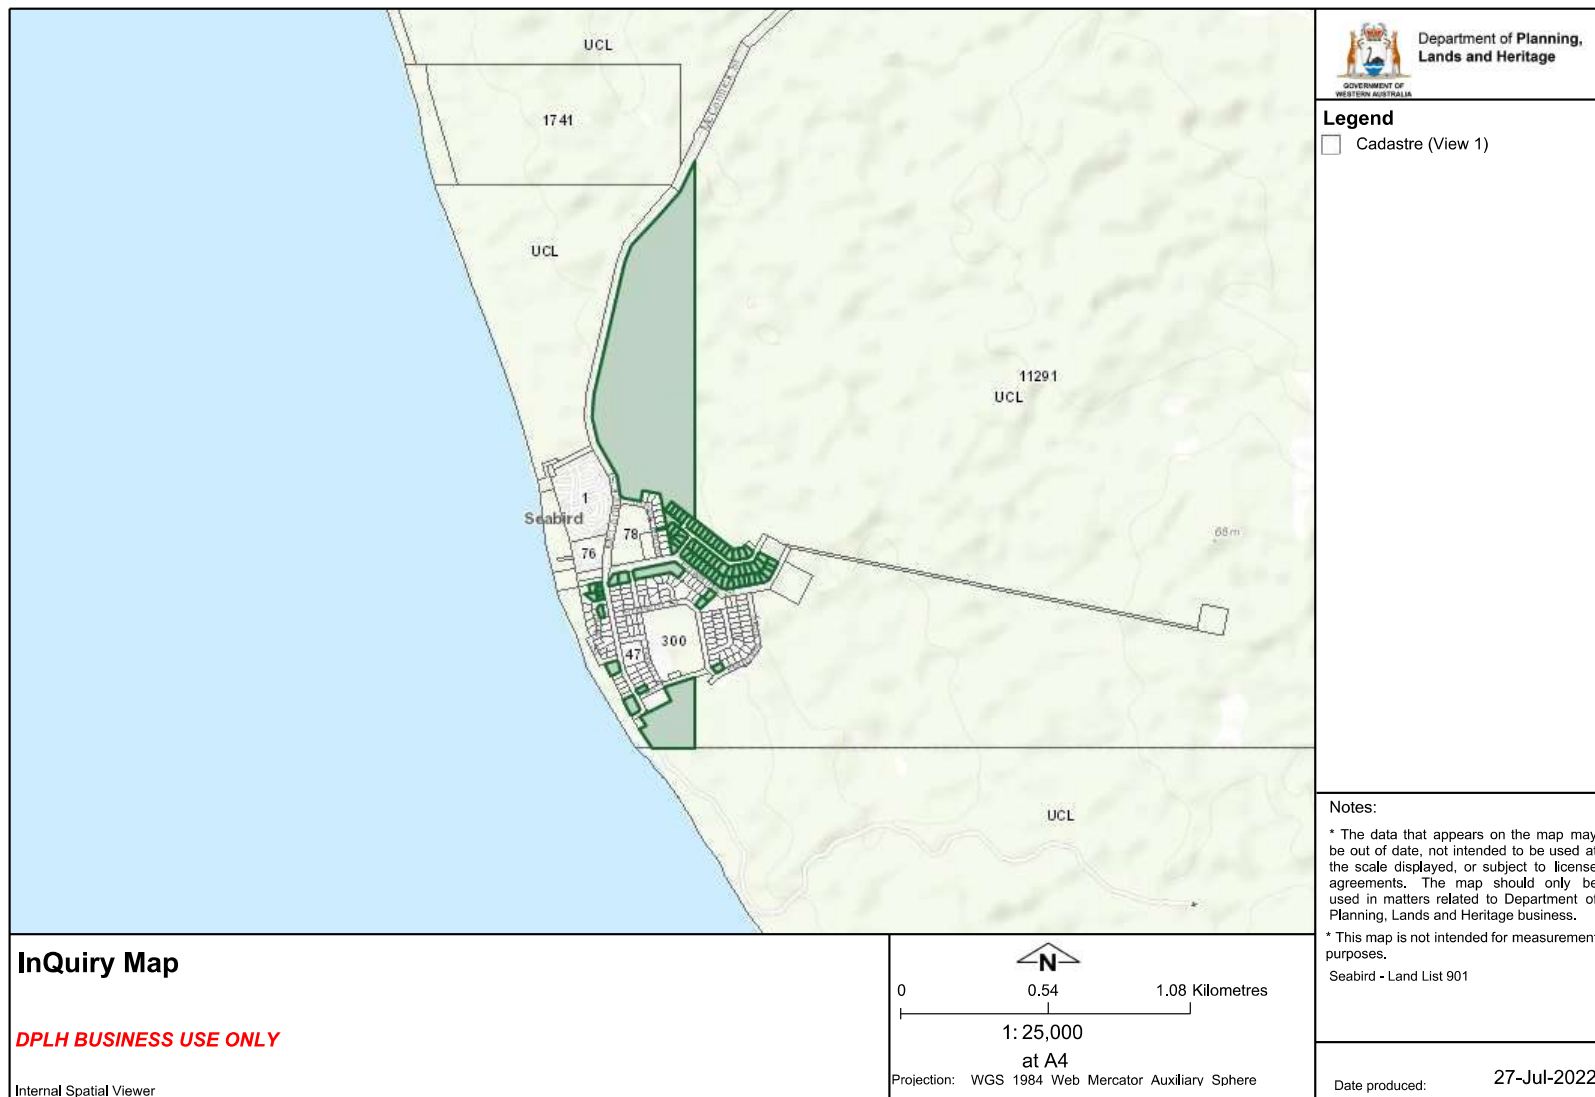 UCL
1741
McCormick St
UCL
11291
UCL
1
Seabird
78
76
68m
300
47
UCL
GOVERNMENT OF
WESTERN AUSTRALIA
Department of Planning,
Lands and Heritage
Legend
Cadastre (View 1)
Notes:
* The data that appears on the map may
be out of date, not intended to be used at
the scale displayed, or subject to license
agreements. The map should only be
used in matters related to Department of
Planning, Lands and Heritage business.
* This map is not intended for measurement
purposes.
Seabird - Land List 901
InQuiry Map
DPLH BUSINESS USE ONLY
Internal Spatial Viewer
N
0 0.54 1.08 Kilometres
1: 25,000
at A4
Projection: WGS 1984 Web Mercator Auxiliary Sphere
Date produced: 27-Jul-2022